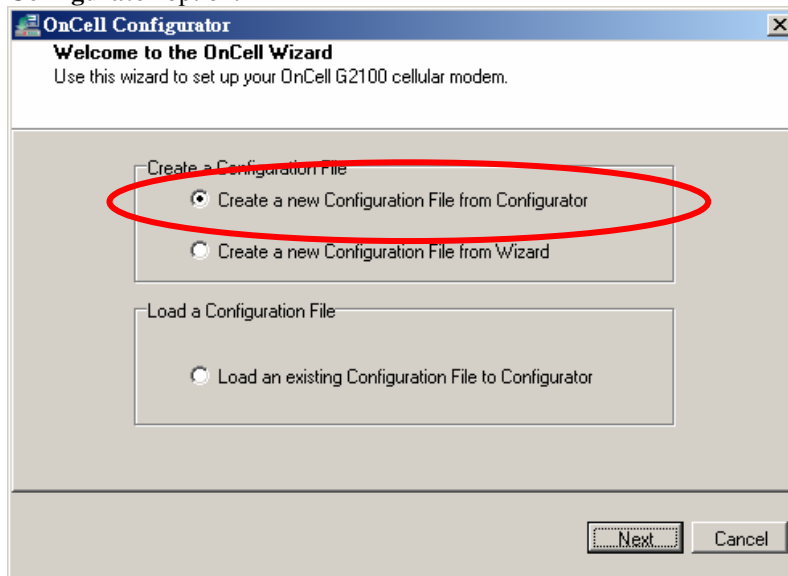 OnCell Configurator
Welcome to the OnCell Wizard
Use this wizard to set up your OnCell G2100 cellular modem.
Create a Configuration File
Create a new Configuration File from Configurator
Create a new Configuration File from Wizard
Load a Configuration File
Load an existing Configuration File to Configurator
Next
Cancel